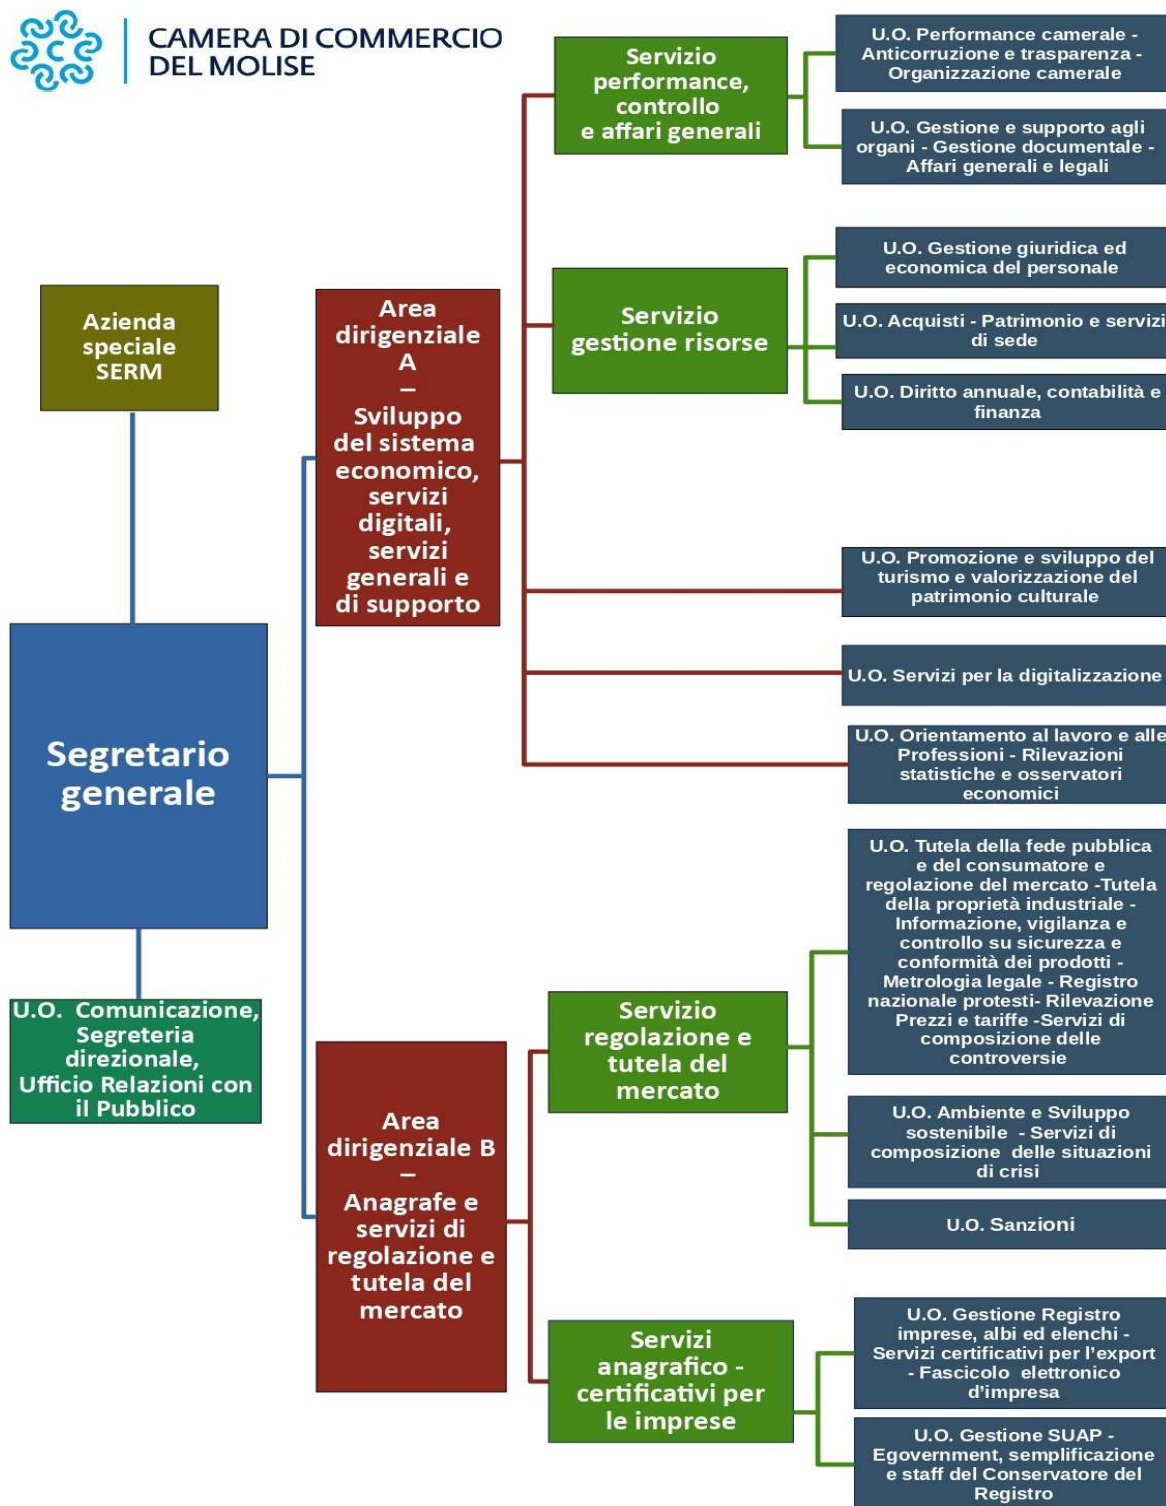 CAMERA DI COMMERCIO
DEL MOLISE
Azienda
speciale
SERM
Segretario
generale
U.O. Comunicazione,
Segreteria
direzionale,
Ufficio Relazioni con
il Pubblico
Area
dirigenziale
A
–
Sviluppo
del sistema
economico,
servizi
digitali,
servizi
generali e
di supporto
Servizio
performance,
controllo
e affari generali
U.O. Performance camerale -
Anticorruzione e trasparenza -
Organizzazione camerale
U.O. Gestione e supporto agli
organi - Gestione documentale -
Affari generali e legali
Servizio
gestione risorse
U.O. Gestione giuridica ed
economica del personale
U.O. Acquisti - Patrimonio e servizi
di sede
U.O. Diritto annuale, contabilità e
finanza
U.O. Promozione e sviluppo del
turismo e valorizzazione del
patrimonio culturale
U.O. Servizi per la digitalizzazione
U.O. Orientamento al lavoro e alle
Professioni - Rilevazioni
statistiche e osservatori
economici
Area
dirigenziale B
–
Anagrafe e
servizi di
regolazione e
tutela del
mercato
Servizio
regolazione e
tutela del
mercato
U.O. Tutela della fede pubblica
e del consumatore e
regolazione del mercato -Tutela
della proprietà industriale -
Informazione, vigilanza e
controllo su sicurezza e
conformità dei prodotti -
Metrologia legale - Registro
nazionale protesti- Rilevazione
Prezzi e tariffe -Servizi di
composizione delle
controversie
U.O. Ambiente e Sviluppo
sostenibile - Servizi di
composizione delle situazioni
di crisi
U.O. Sanzioni
Servizi
anagrafico -
certificativi per
le imprese
U.O. Gestione Registro
imprese, albi ed elenchi -
Servizi certificativi per l'export
- Fascicolo elettronico
d'impresa
U.O. Gestione SUAP -
Egovernment, semplificazione
e staff del Conservatore del
Registro